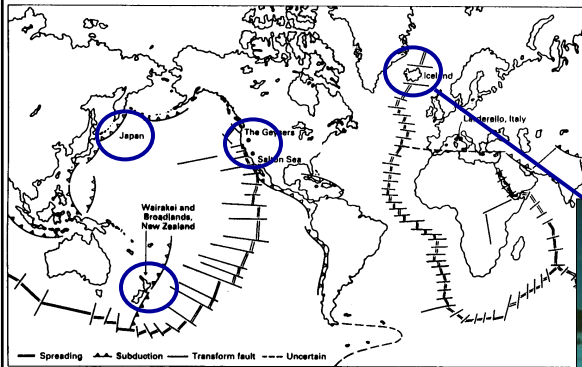 Iceland
Larderello, Italy
Japan
The Geysers
Salton Sea
Wairakei and
Broadlands,
New Zealand
Spreading
Subduction
Transform fault
Uncertain